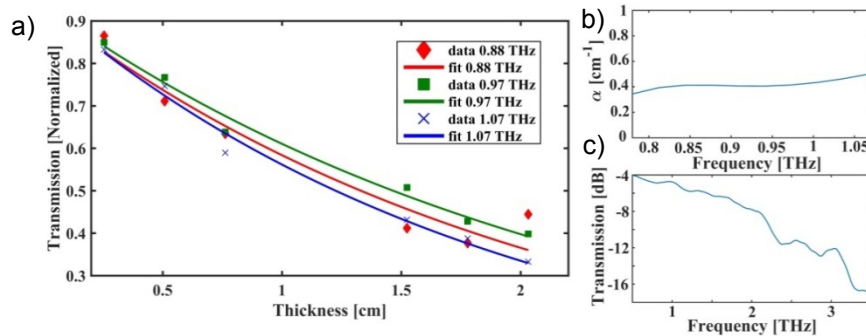 a)
Transmission [Normalized]
0.9
0.8
0.7
0.6
0.5
0.4
0.3
0.5
1
1.5
2
Thickness [cm]
data 0.88 THz
fit 0.88 THz
data 0.97 THz
fit 0.97 THz
data 1.07 THz
fit 1.07 THz
b)
α [cm⁻¹]
1
0.8
0.6
0.4
0.2
0
0.8
0.85
0.9
0.95
1
1.05
Frequency [THz]
c)
Transmission [dB]
-4
-8
-12
-16
1
2
3
Frequency [THz]